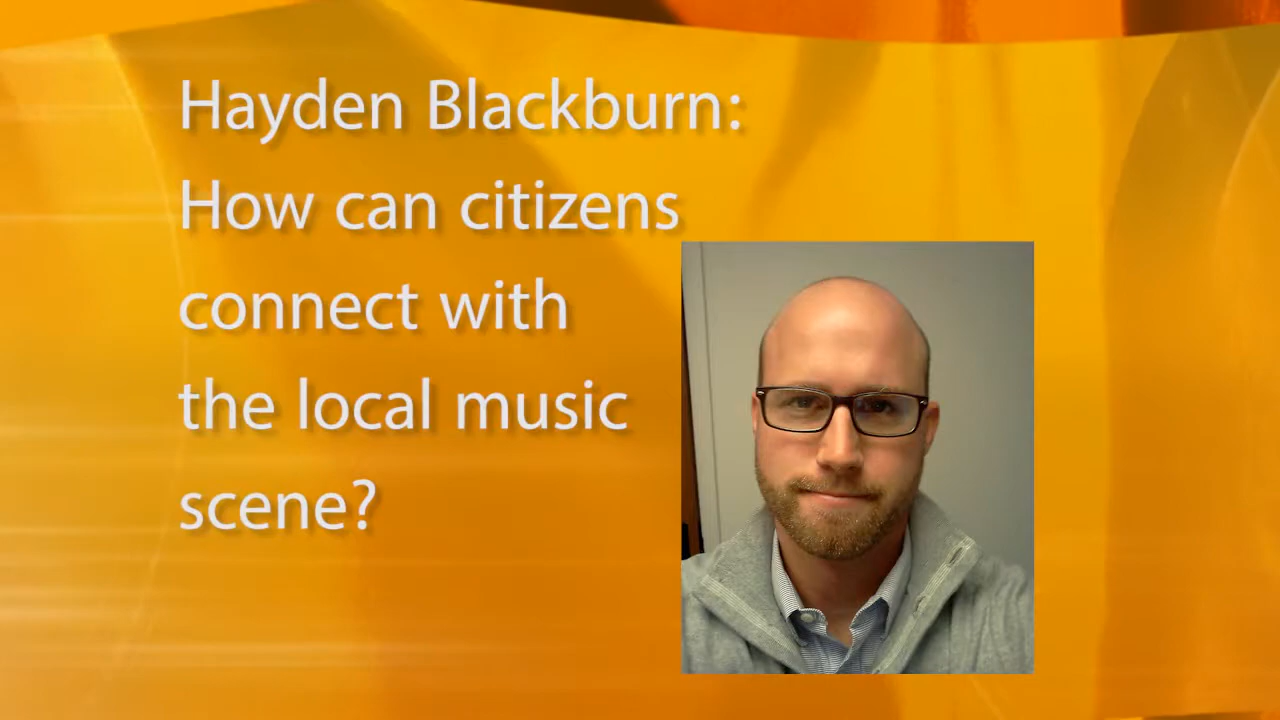 Hayden Blackburn:
How can citizens
connect with
the local music
scene?